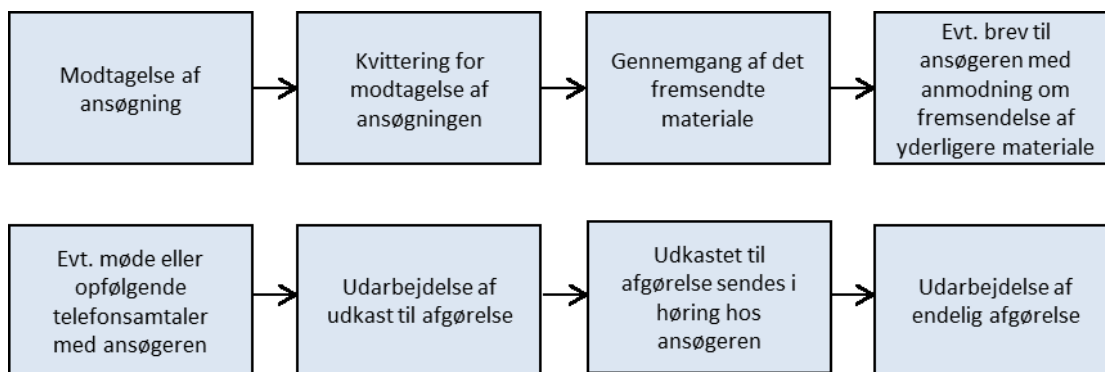 Modtagelse af
ansøgning
Kvittering for
modtagelse af
ansøgningen
Gennemgang af det
fremsendte
materiale
Evt. brev til
ansøgeren med
anmodning om
fremsendelse af
yderligere materiale
Evt. møde eller
opfølgende
telefonsamtaler
med ansøgeren
Udarbejdelse af
udkast til afgørelse
Udkastet til
afgørelse sendes i
høring hos
ansøgeren
Udarbejdelse af
endelig afgørelse